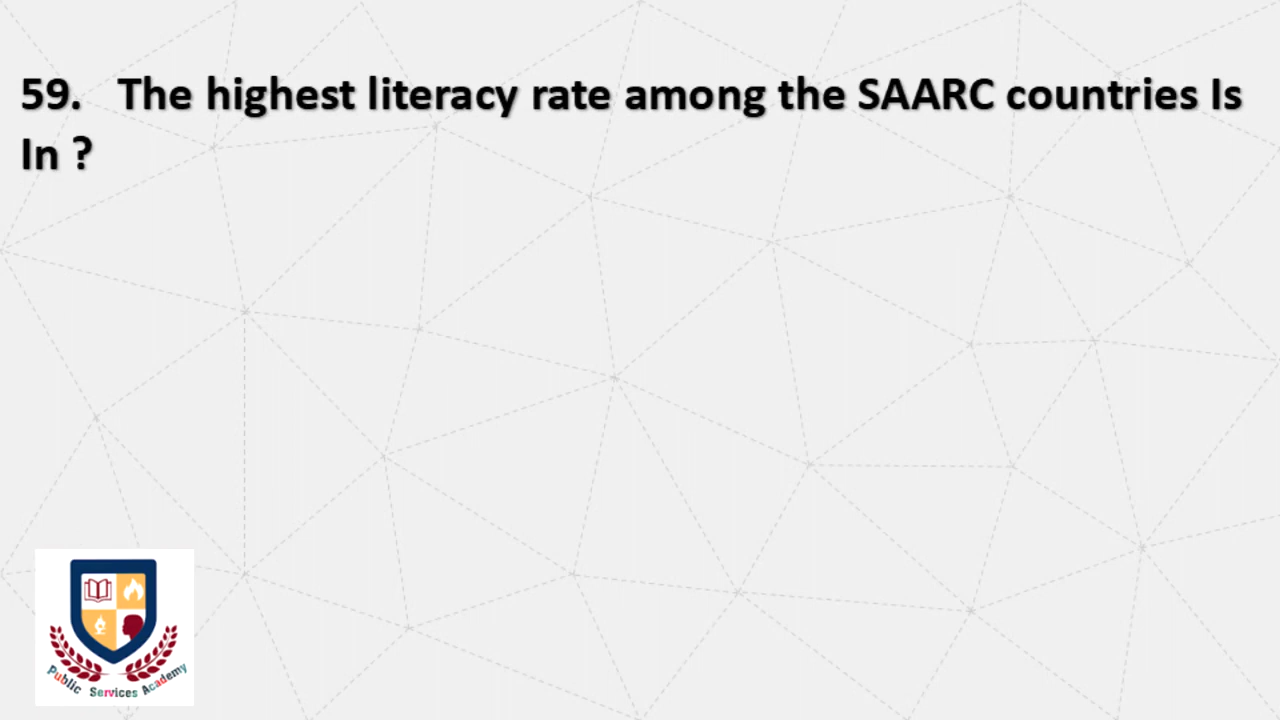 59. The highest literacy rate among the SAARC countries Is
In ?
Public Services Academy